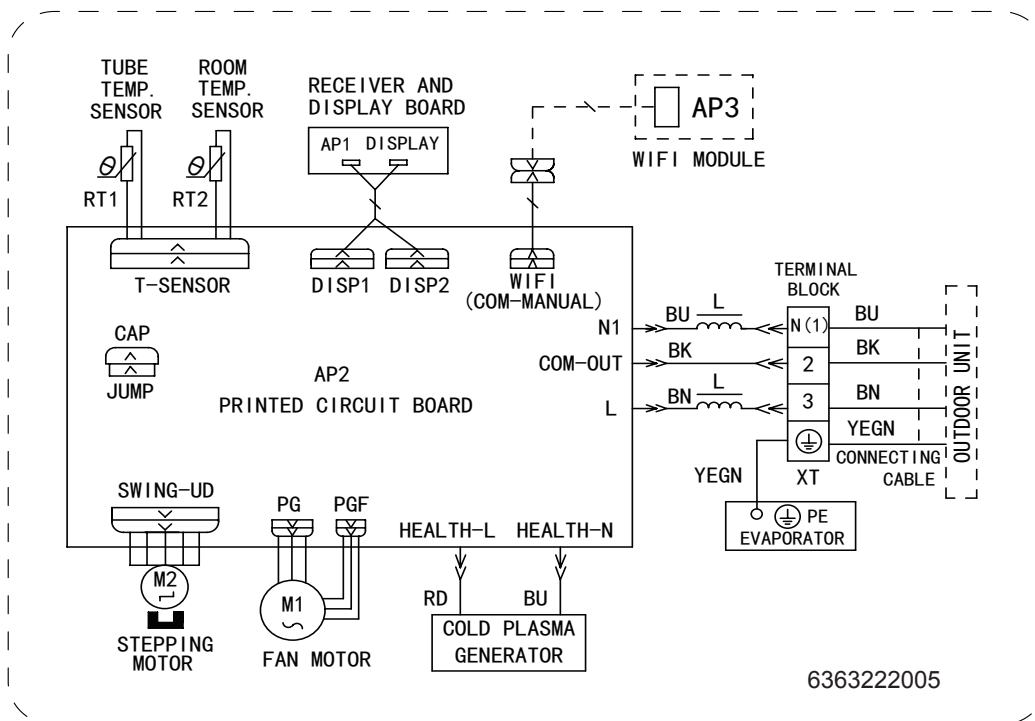 TUBE
TEMP.
SENSOR
ROOM
TEMP.
SENSOR
RECEIVER AND
DISPLAY BOARD
AP1 DISPLAY
AP3
WIFI MODULE
θ
RT1
θ
RT2
T-SENSOR
DISP1
DISP2
WIFI
(COM-MANUAL)
CAP
JUMP
AP2
PRINTED CIRCUIT BOARD
N1
COM-OUT
L
BU
L
BK
BN
L
TERMINAL
BLOCK
N(1)
2
3
XT
BU
BK
BN
YEGN
CONNECTING
CABLE
OUTDOOR UNIT
YEGN
PE
EVAPORATOR
SWING-UD
PG
PGF
HEALTH-L
HEALTH-N
M2
STEPPING
MOTOR
M1
FAN MOTOR
RD
BU
COLD PLASMA
GENERATOR
6363222005